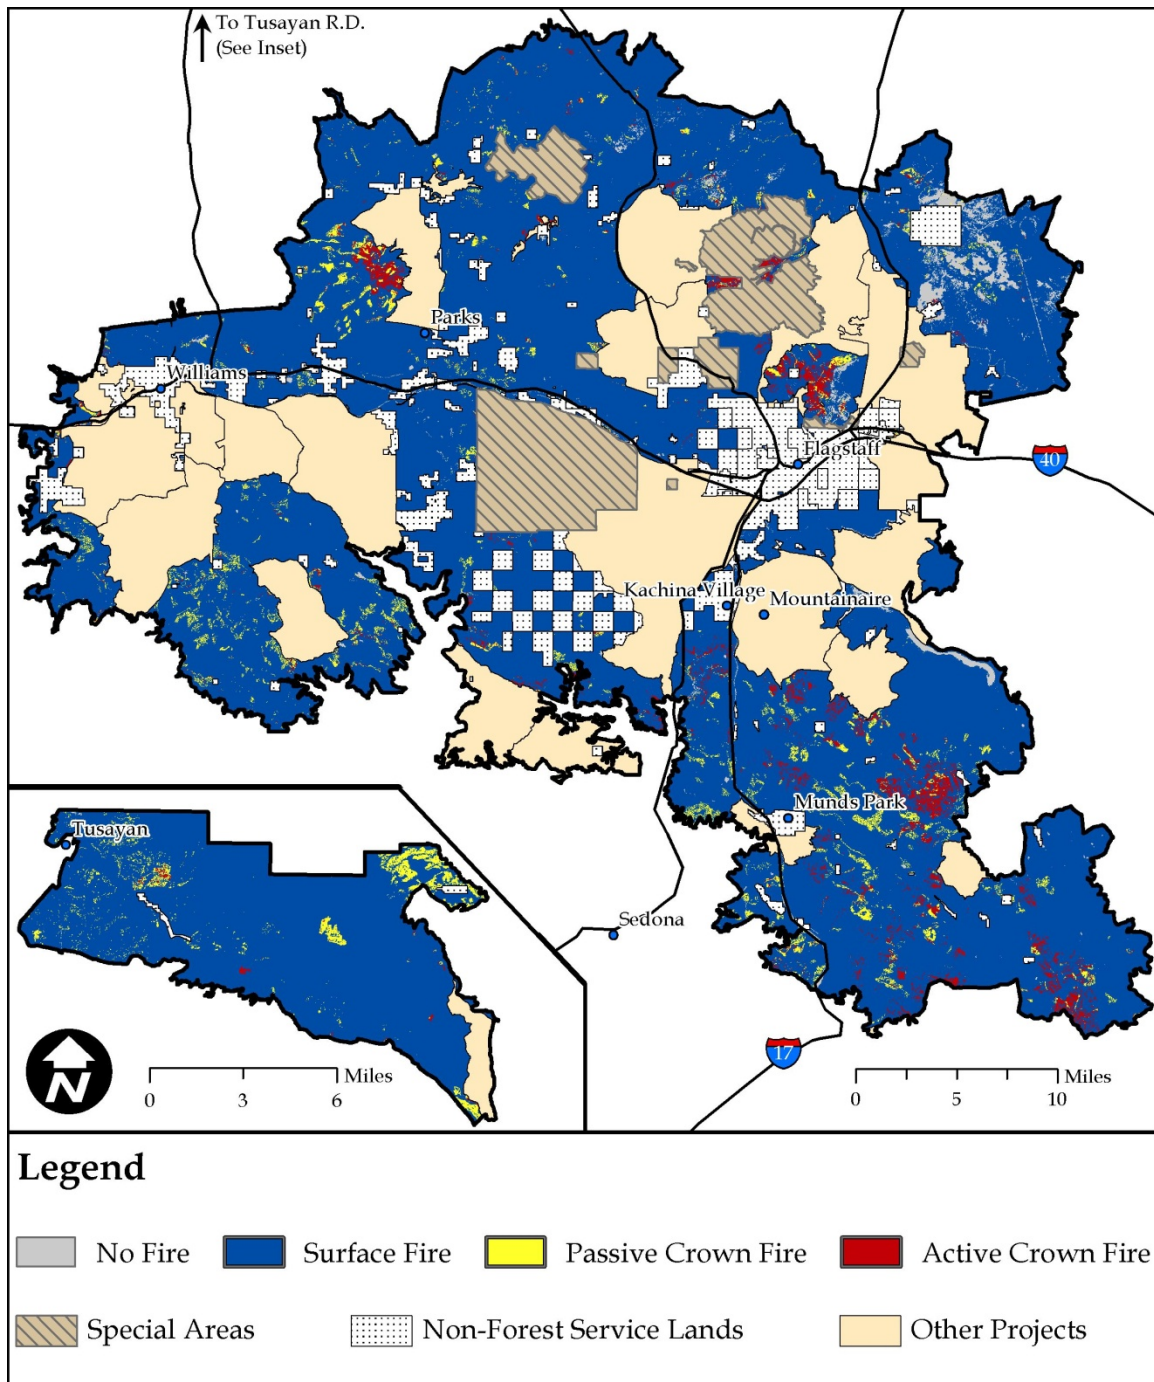 To Tusayan R.D.
(See Inset)
Parks
Williams
Flagstaff
40
Kachina Village
Mountainaire
Munds Park
Tusayan
Sedona
17
N
Miles
0 3 6
Miles
0 5 10
Legend
No Fire Surface Fire Passive Crown Fire Active Crown Fire
Special Areas Non-Forest Service Lands Other Projects